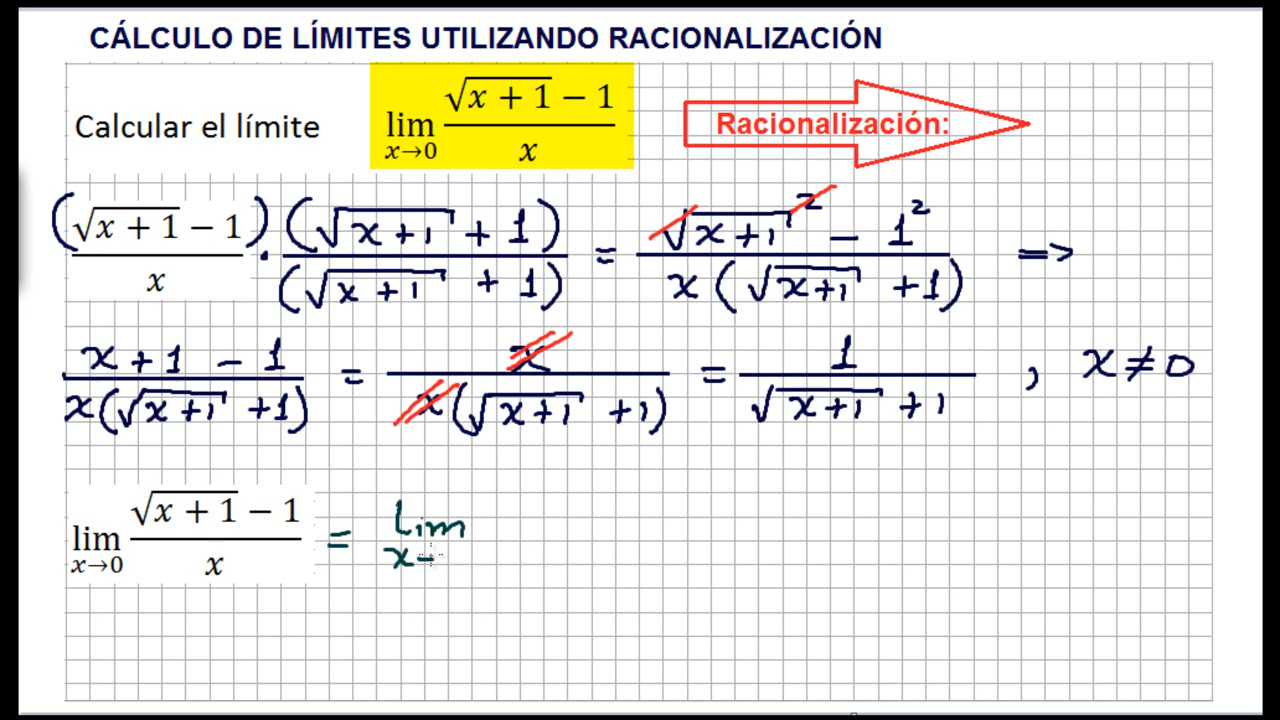 CÁLCULO DE LÍMITES UTILIZANDO RACIONALIZACIÓN
Calcular el límite lim x→0 (√(x + 1) − 1)/x Racionalización:
(√(x + 1) − 1)/x · (√(x+1) + 1)/(√(x+1) + 1) = (√(x+1)² − 1²)/(x(√(x+1) + 1)) =>
(x+1 − 1)/(x(√(x+1) + 1)) = x/(x(√(x+1) + 1)) = 1/(√(x+1) + 1) , x≠0
lim x→0 (√(x + 1) − 1)/x = Lim x-